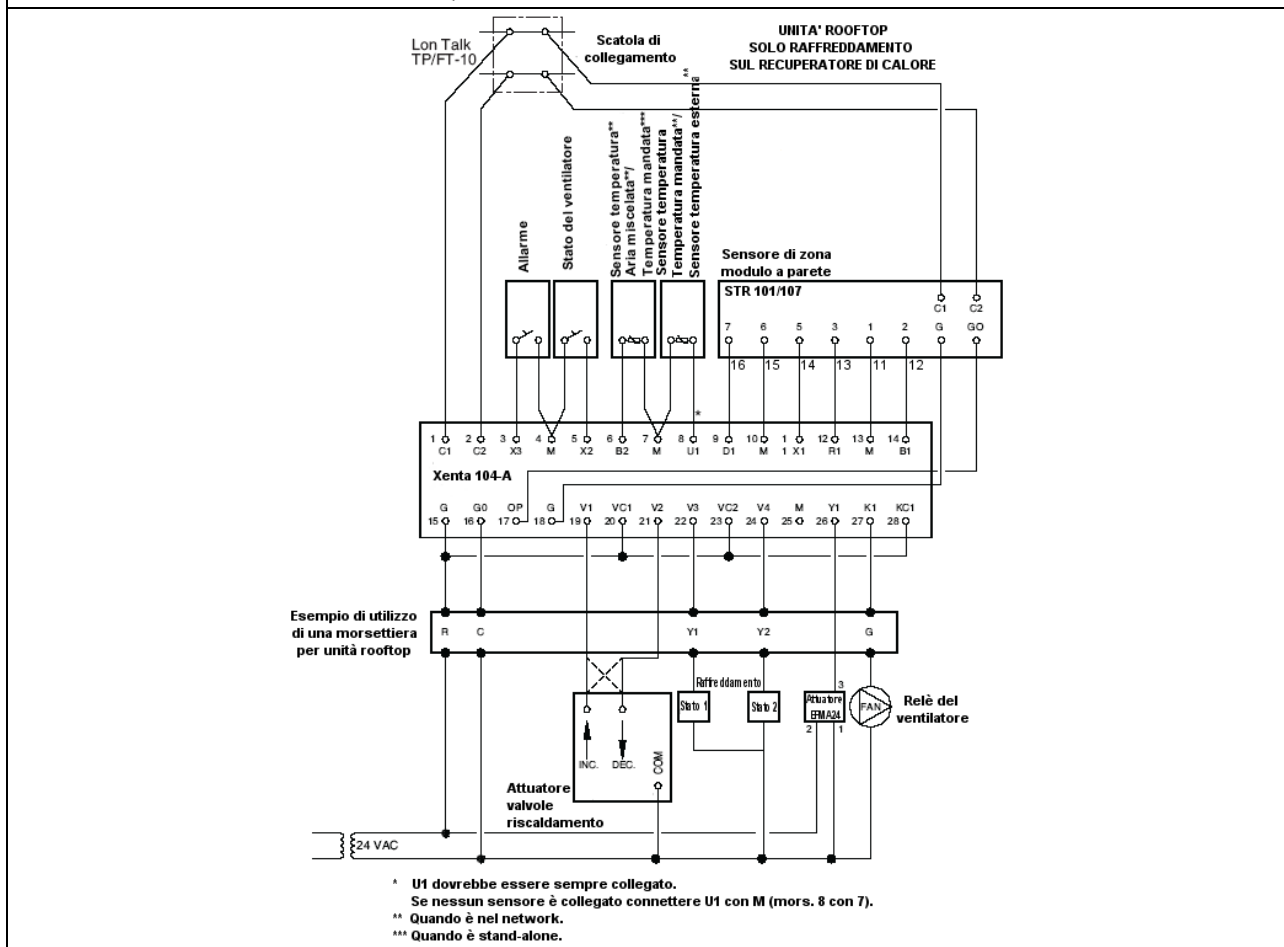 Lon Talk
TP/FT-10
Scatola di
collegamento
UNITA' ROOFTOP
SOLO RAFFREDDAMENTO
SUL RECUPERATORE DI CALORE
Allarme
Stato del ventilatore
Sensore temperatura**
Aria miscelata**/
Temperatura mandata***
Sensore temperatura
Temperatura mandata**/
Sensore temperatura esterna**
Sensore di zona
modulo a parete
STR 101/107
C1 C2
7 6 5 3 1 2 G GO
16 15 14 13 11 12
*
1 2 3 4 5 6 7 8 9 10 1 12 13 14
C1 C2 X3 M X2 B2 M U1 D1 M 1 X1 R1 M B1
Xenta 104-A
G G0 OP G V1 VC1 V2 V3 VC2 V4 M Y1 K1 KC1
15 16 17 18 19 20 21 22 23 24 25 26 27 28
Esempio di utilizzo
di una morsettiera
per unità rooftop
R C Y1 Y2 G
Raffreddamento
Stato 1 Stato 2
3
Attuatore
ERMA24
2 1
FAN
Relè del
ventilatore
INC. DEC. COM
Attuatore
valvole
riscaldamento
24 VAC
* U1 dovrebbe essere sempre collegato.
Se nessun sensore è collegato connettere U1 con M (mors. 8 con 7).
** Quando è nel network.
*** Quando è stand-alone.